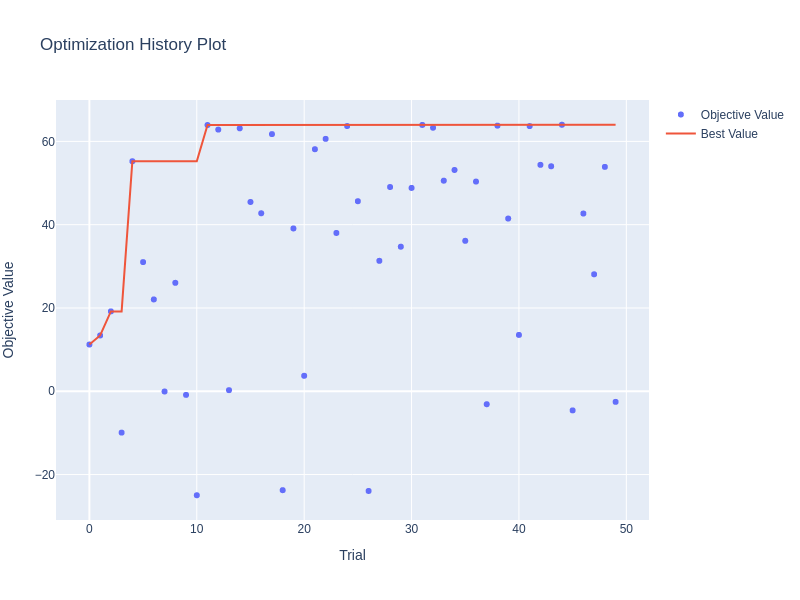 Optimization History Plot
Objective Value
Best Value
60
40
20
0
−20
0 10 20 30 40 50
Trial
Objective Value